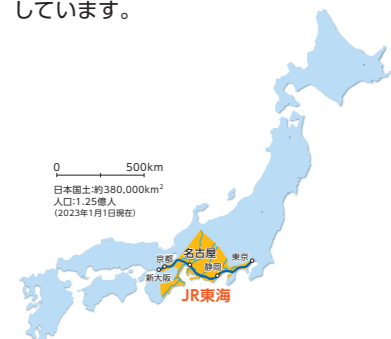 しています。
0 500km
日本国土:約380,000km²
人口:1.25億人
(2023年1月1日現在)
京都
名古屋
東京
静岡
新大阪
JR東海